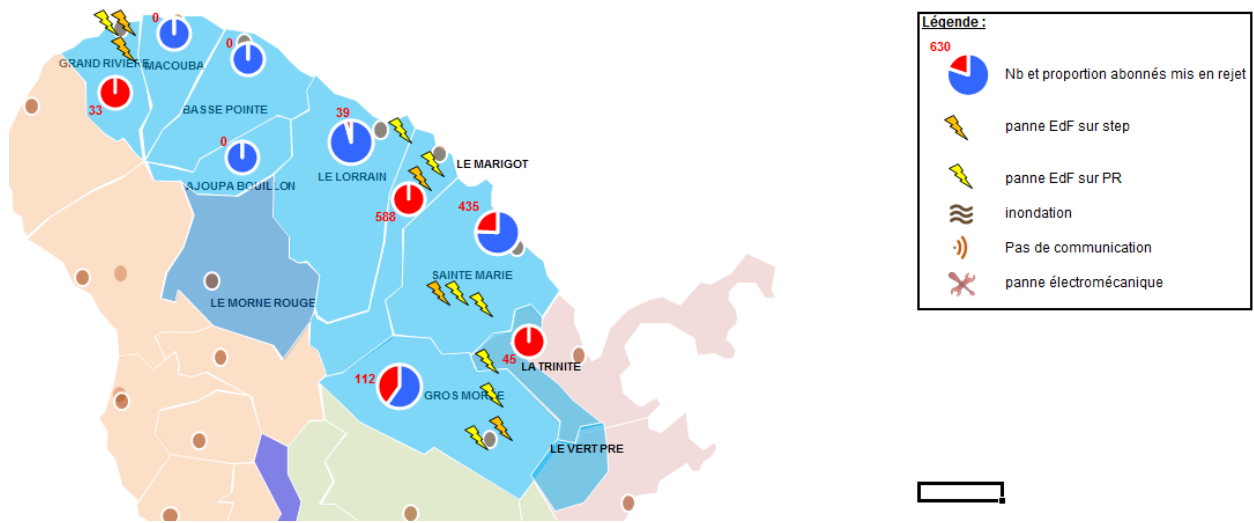 0
0
GRAND RIVIERE
MACOUBA
33
BASSE POINTE
0
AJOUPA BOUILLON
39
LE LORRAIN
LE MARIGOT
588
435
SAINTE MARIE
LE MORNE ROUGE
45
LA TRINITE
112
GROS MORNE
LE VERT PRE
Légende :
630
Nb et proportion abonnés mis en rejet
panne EdF sur step
panne EdF sur PR
inondation
Pas de communication
panne électromécanique